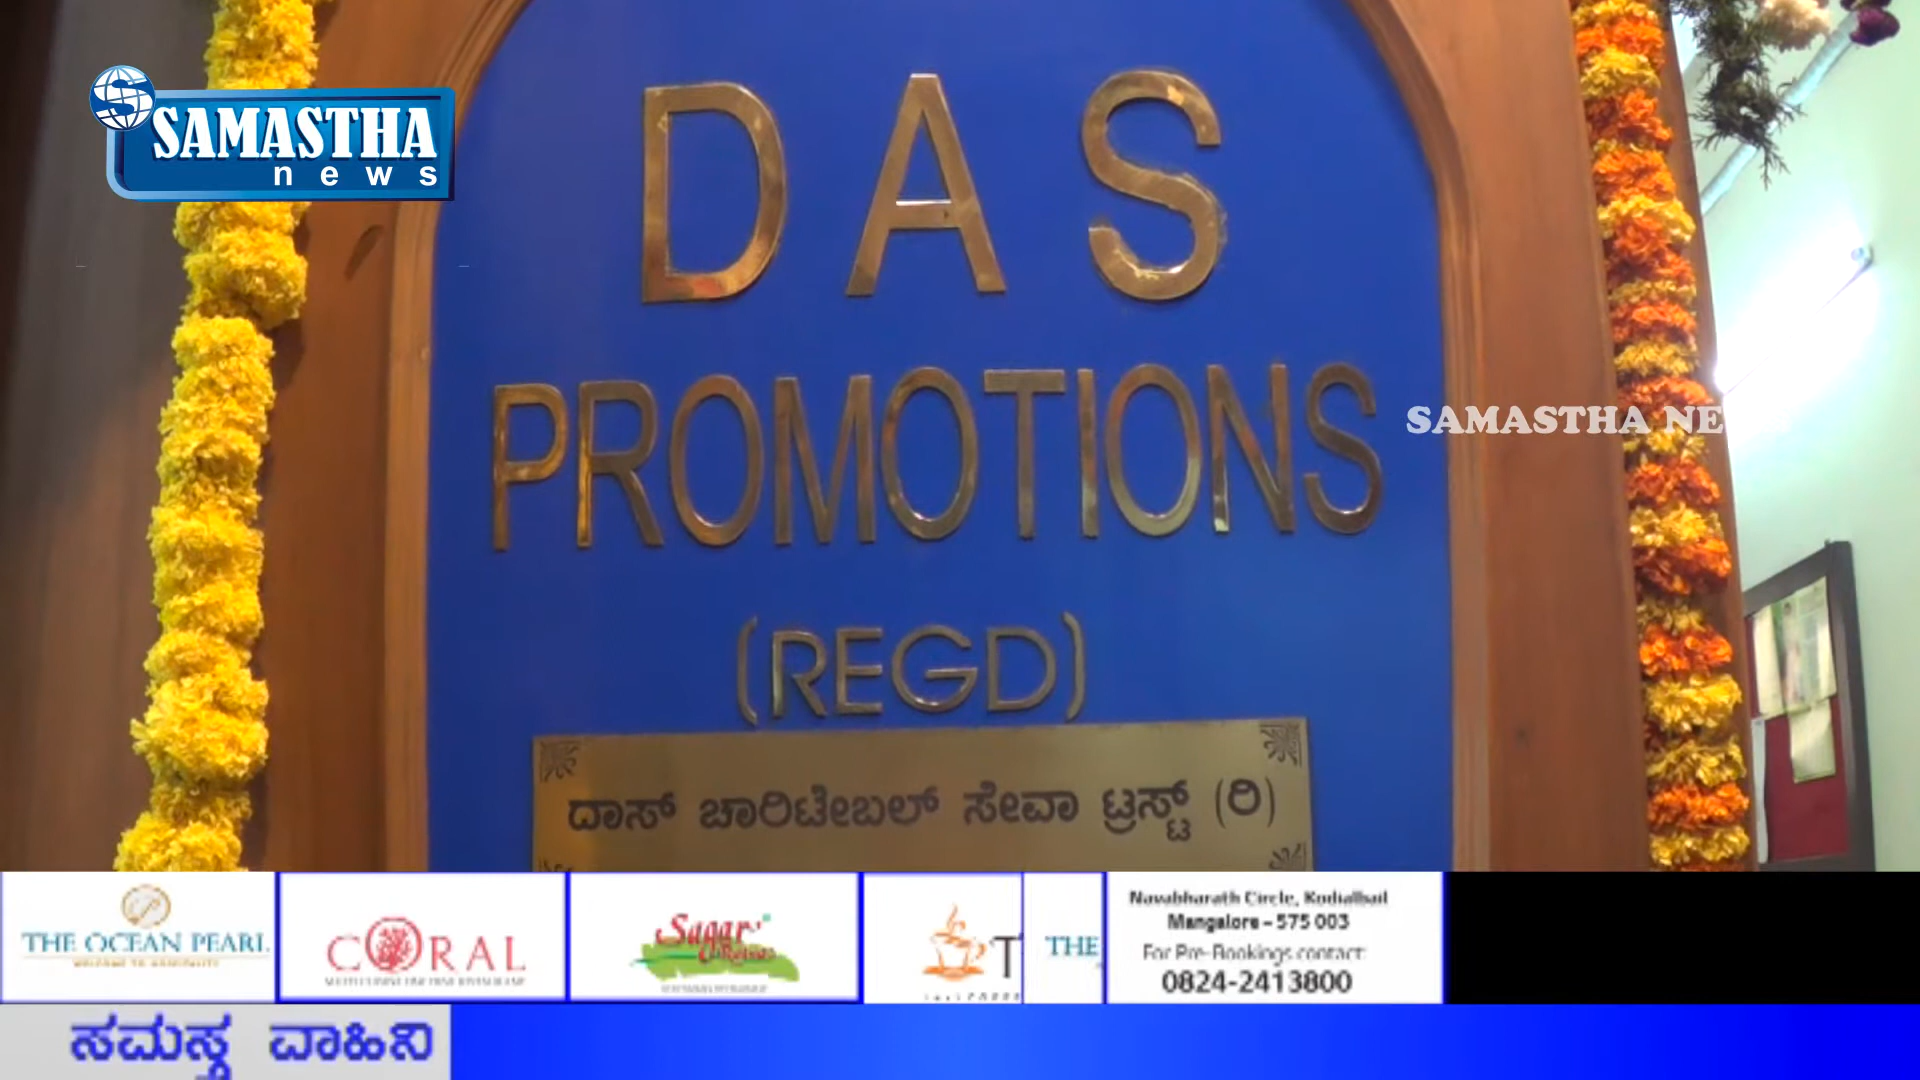 SAMASTHA
news
DAS
PROMOTIONS
SAMASTHA NE
(REGD)
ದಾಸ್ ಚಾರಿಟೇಬಲ್ ಸೇವಾ ಟ್ರಸ್ಟ್ (ರಿ)
THE OCEAN PEARL
CORAL
Sagar
T
THE
Navabharath Circle, Kodialbail
Mangalore – 575 003
For Pre-Bookings contact:
0824-2413800
ಸಮಸ್ತ ವಾಹಿನಿ